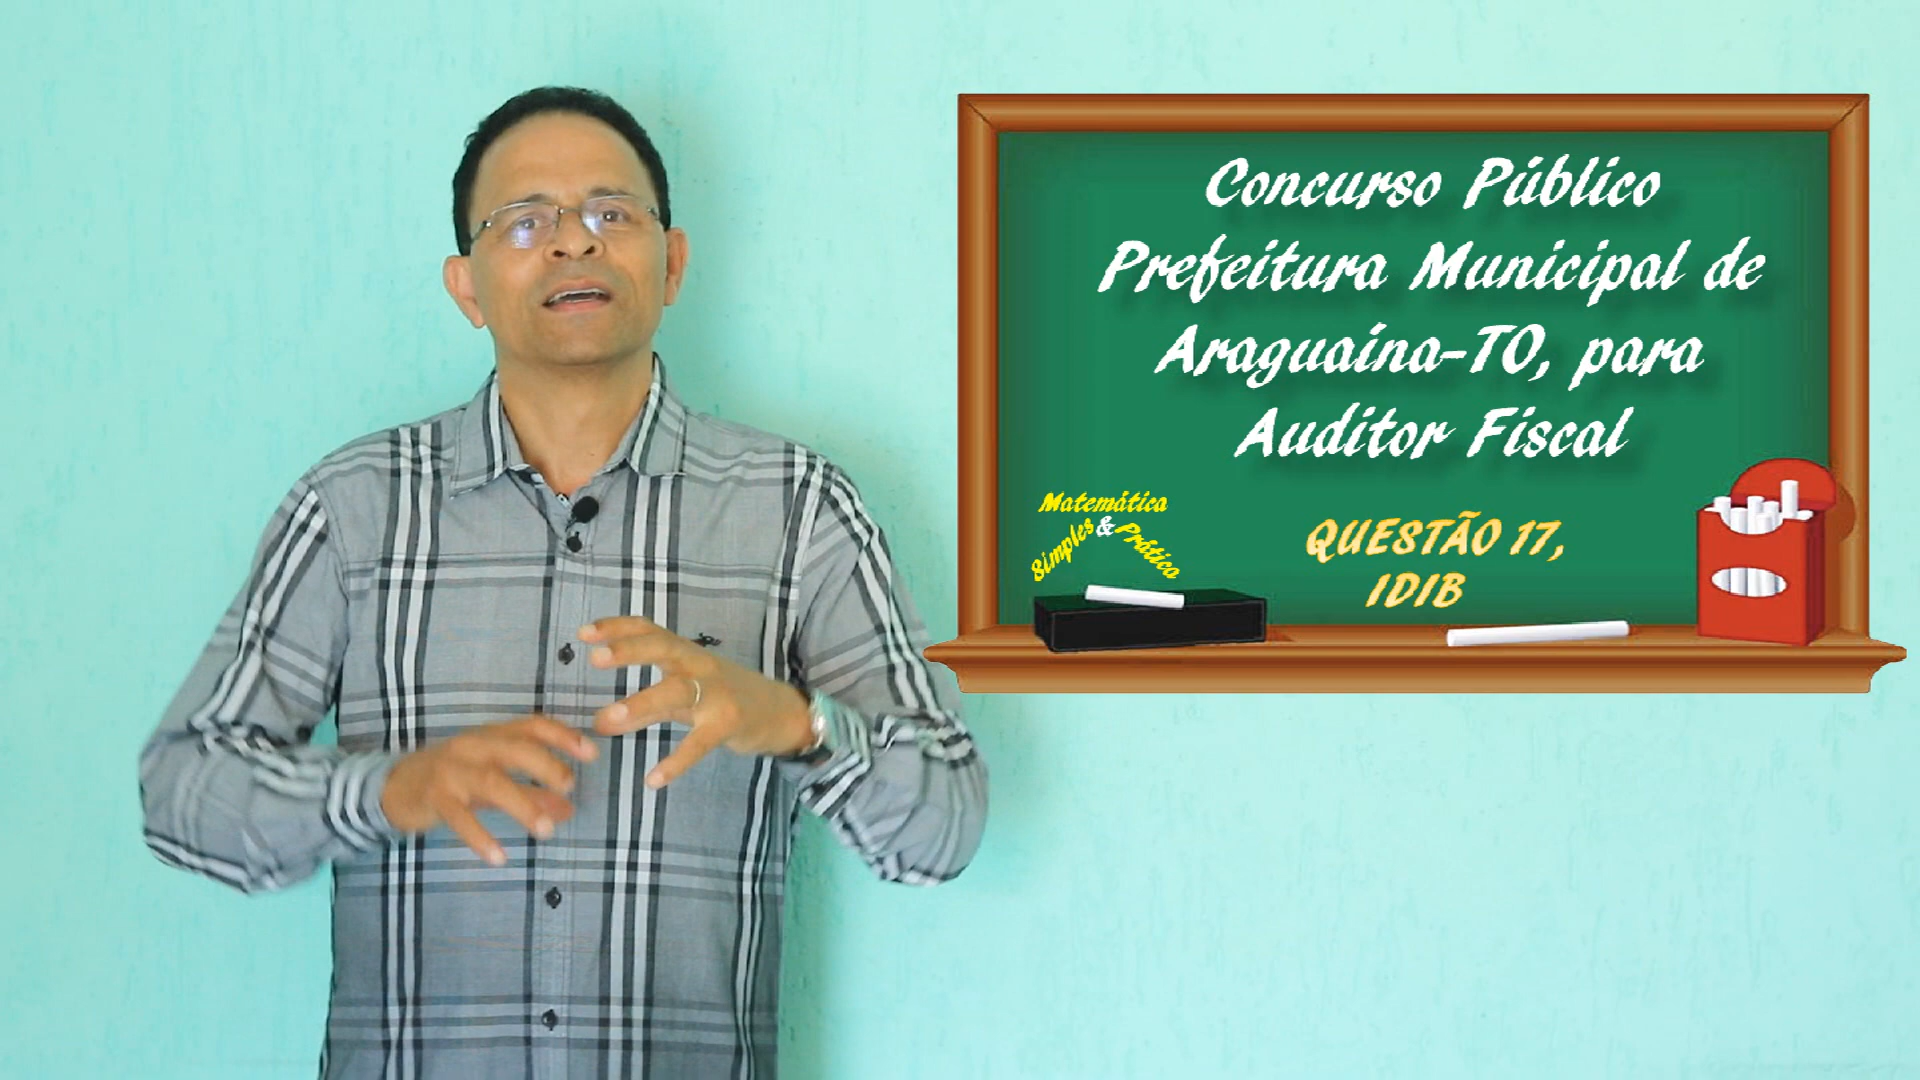 Concurso Público
Prefeitura Municipal de
Araguaína-TO, para
Auditor Fiscal
Matemática
Simples & Prática
QUESTÃO 17,
IDIB